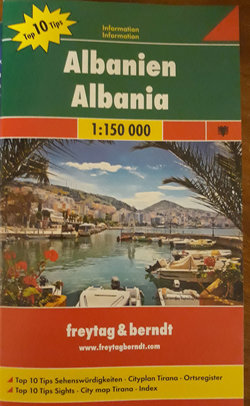 Top 10 Tips
Information
Information
Albanien
Albania
1:150 000
freytag & berndt
www.freytagberndt.com
Top 10 Tips Sehenswürdigkeiten · Cityplan Tirana · Ortsregister
Top 10 Tips Sights · City map Tirana · Index